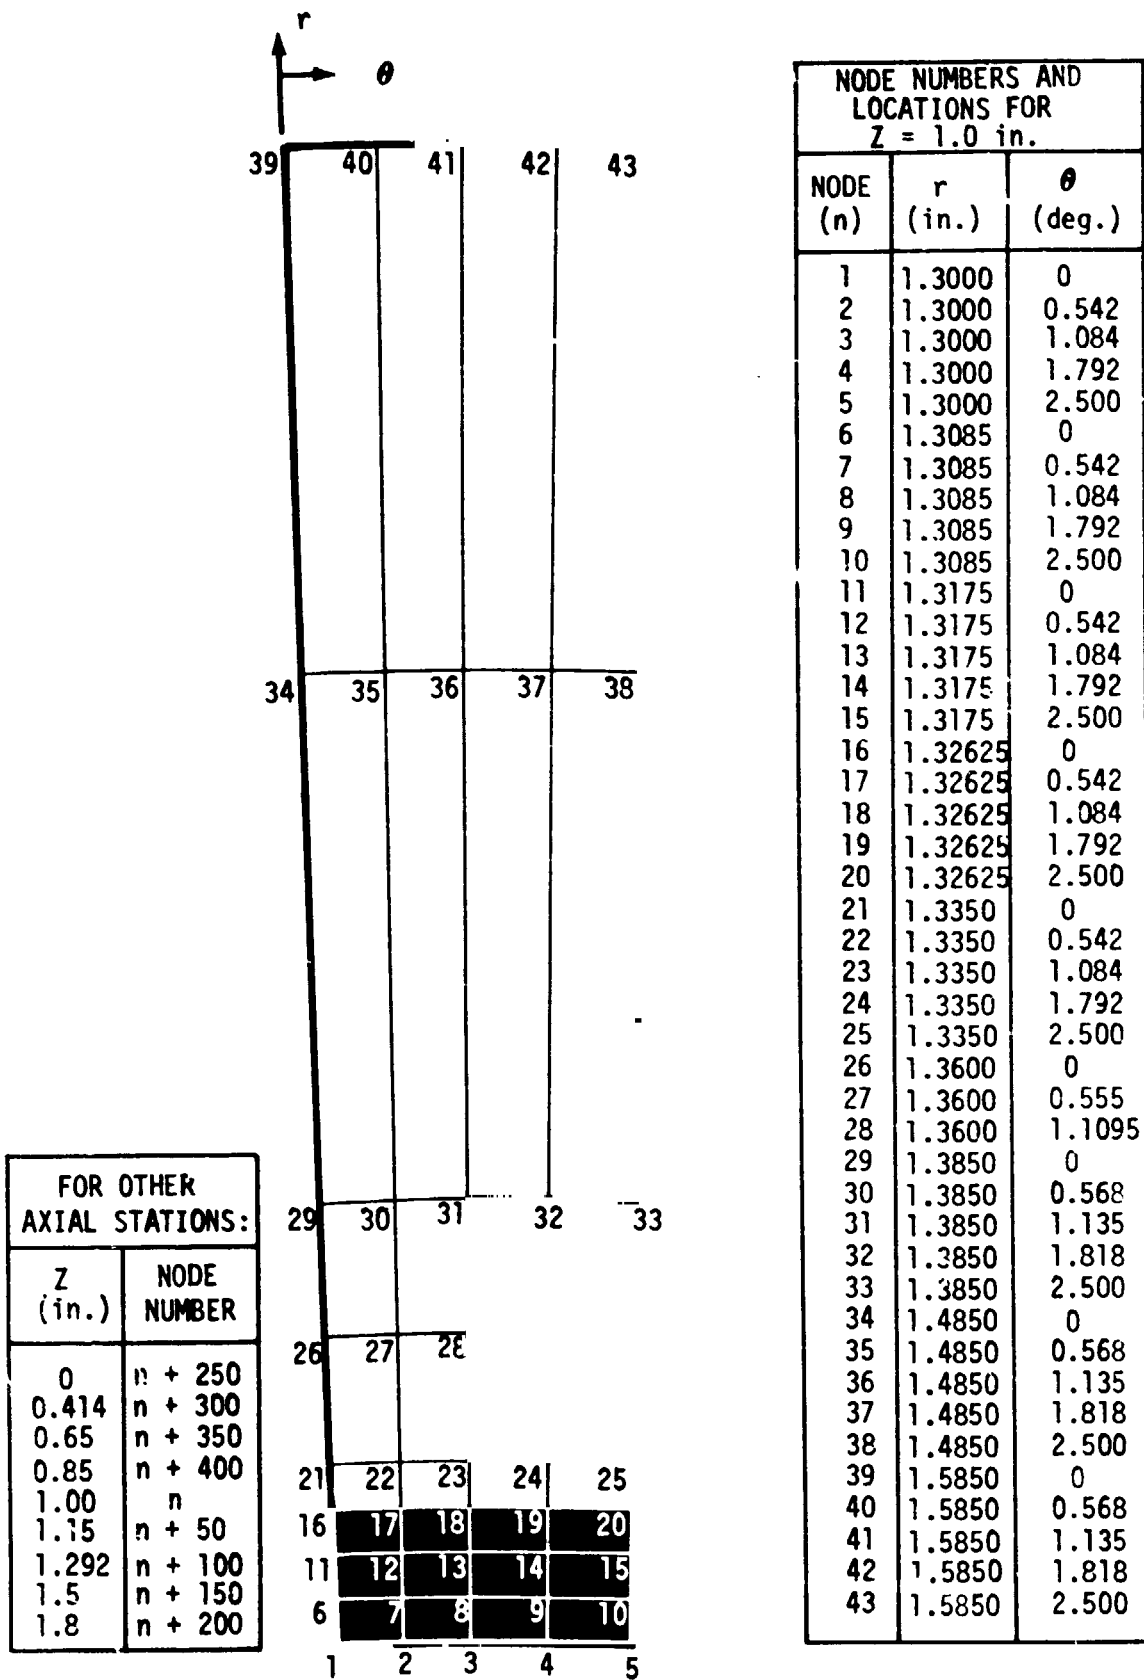 r
θ
39 40 41 42 43
34 35 36 37 38
29 30 31 32 33
26 27 28
21 22 23 24 25
16 17 18 19 20
11 12 13 14 15
6 7 8 9 10
1 2 3 4 5
FOR OTHER
AXIAL STATIONS:
Z NODE
(in.) NUMBER
0 n + 250
0.414 n + 300
0.65 n + 350
0.85 n + 400
1.00 n
1.15 n + 50
1.292 n + 100
1.5 n + 150
1.8 n + 200
NODE NUMBERS AND
LOCATIONS FOR
Z = 1.0 in.
NODE r θ
(n) (in.) (deg.)
1 1.3000 0
2 1.3000 0.542
3 1.3000 1.084
4 1.3000 1.792
5 1.3000 2.500
6 1.3085 0
7 1.3085 0.542
8 1.3085 1.084
9 1.3085 1.792
10 1.3085 2.500
11 1.3175 0
12 1.3175 0.542
13 1.3175 1.084
14 1.3175 1.792
15 1.3175 2.500
16 1.32625 0
17 1.32625 0.542
18 1.32625 1.084
19 1.32625 1.792
20 1.32625 2.500
21 1.3350 0
22 1.3350 0.542
23 1.3350 1.084
24 1.3350 1.792
25 1.3350 2.500
26 1.3600 0
27 1.3600 0.555
28 1.3600 1.1095
29 1.3850 0
30 1.3850 0.568
31 1.3850 1.135
32 1.3850 1.818
33 1.3850 2.500
34 1.4850 0
35 1.4850 0.568
36 1.4850 1.135
37 1.4850 1.818
38 1.4850 2.500
39 1.5850 0
40 1.5850 0.568
41 1.5850 1.135
42 1.5850 1.818
43 1.5850 2.500